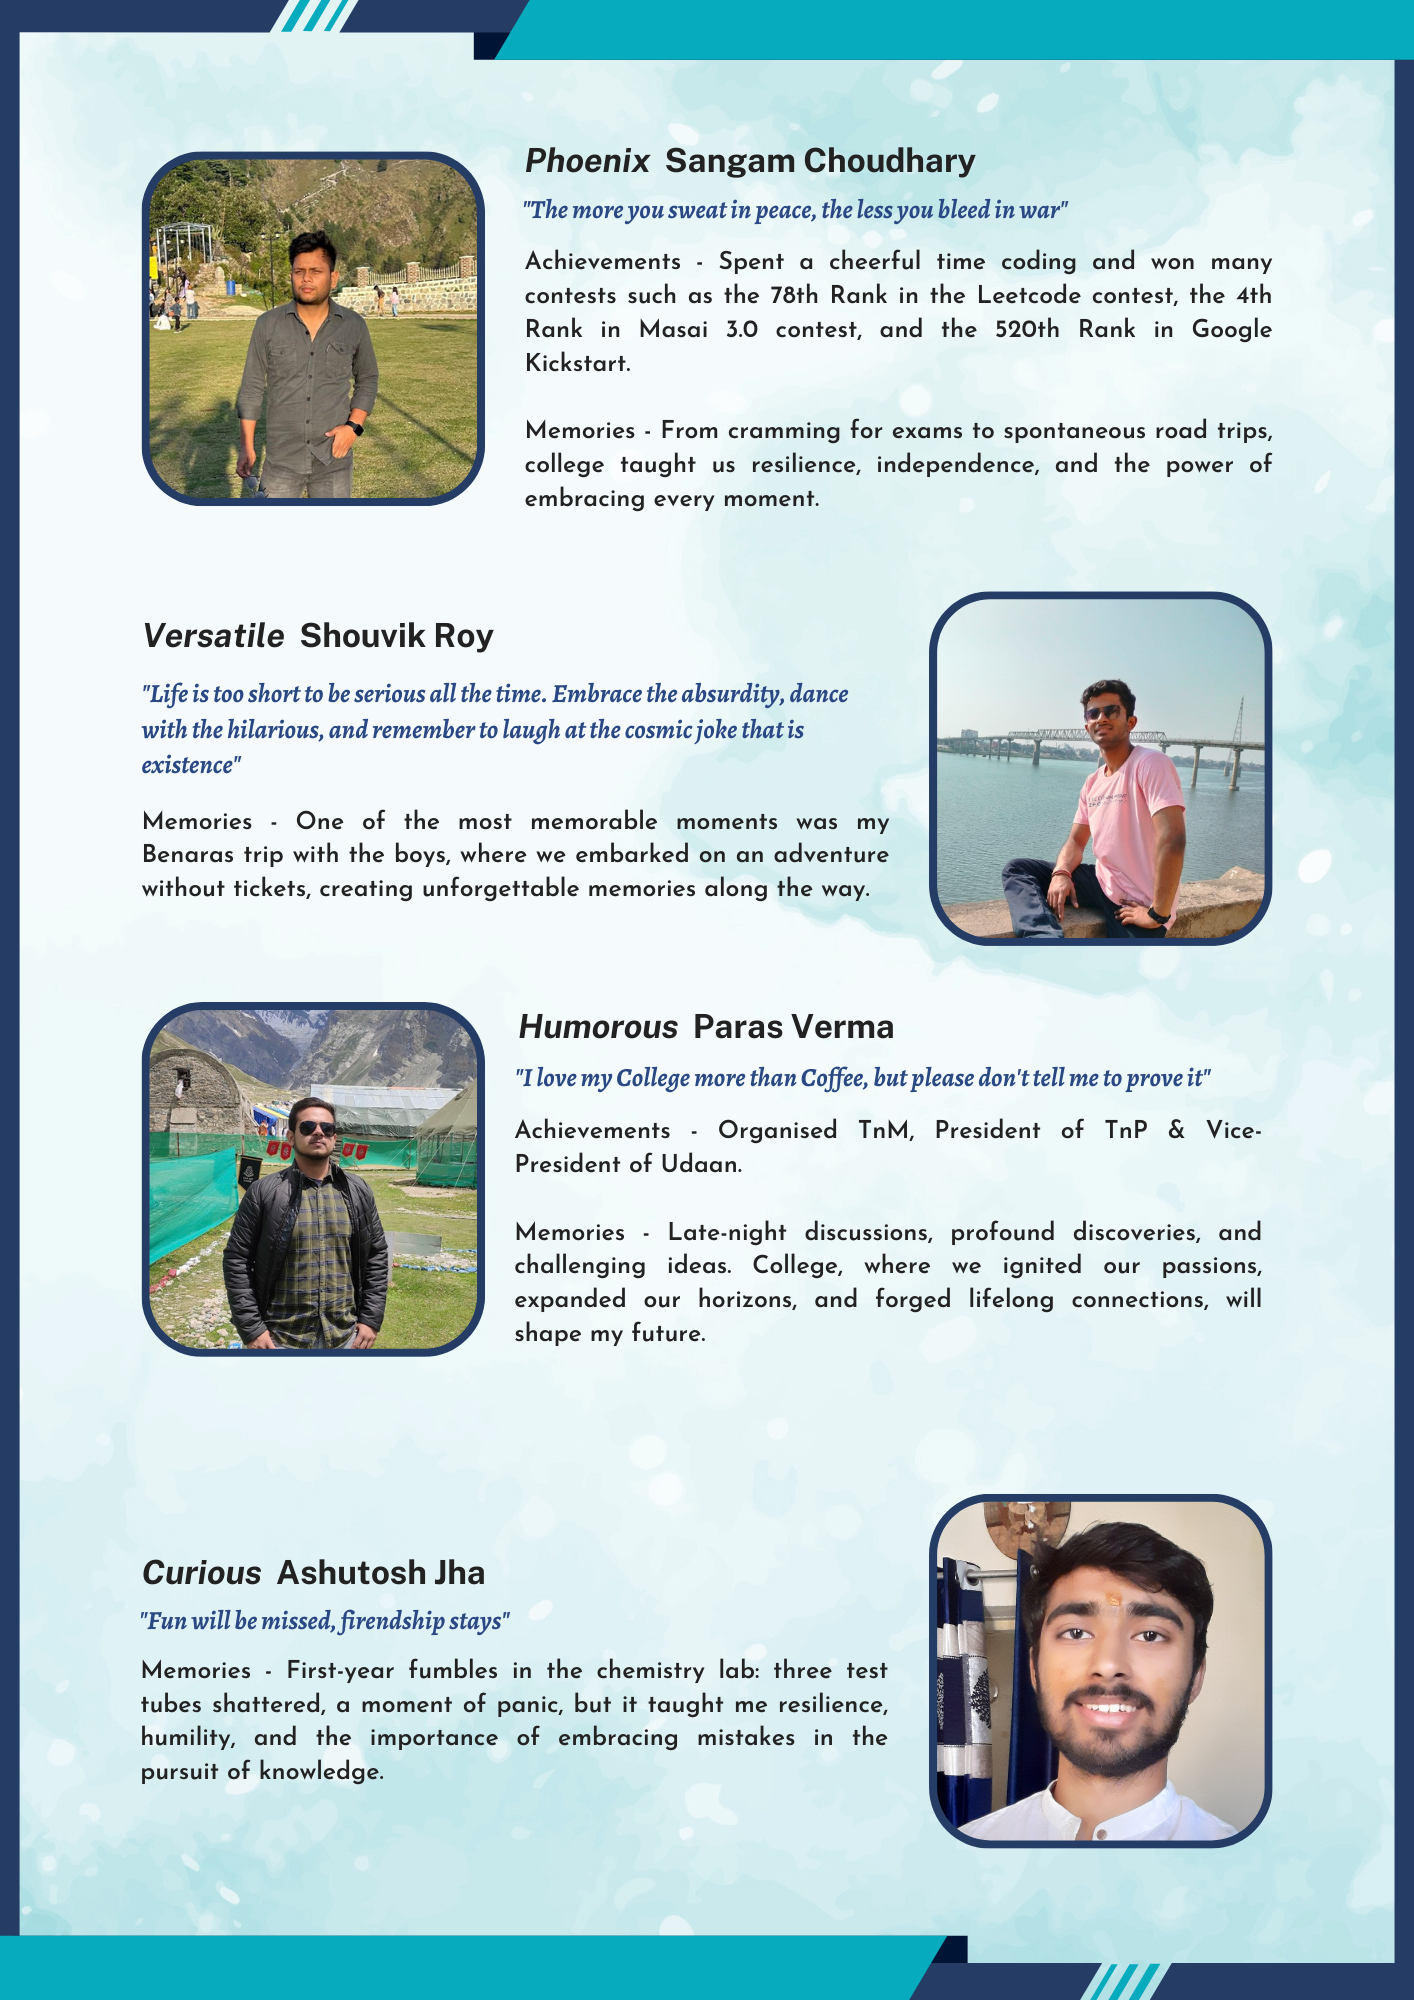 Phoenix Sangam Choudhary
"The more you sweat in peace, the less you bleed in war"
Achievements - Spent a cheerful time coding and won many
contests such as the 78th Rank in the Leetcode contest, the 4th
Rank in Masai 3.0 contest, and the 520th Rank in Google
Kickstart.
Memories - From cramming for exams to spontaneous road trips,
college taught us resilience, independence, and the power of
embracing every moment.
Versatile Shouvik Roy
"Life is too short to be serious all the time. Embrace the absurdity, dance
with the hilarious, and remember to laugh at the cosmic joke that is
existence"
Memories - One of the most memorable moments was my
Benaras trip with the boys, where we embarked on an adventure
without tickets, creating unforgettable memories along the way.
Humorous Paras Verma
"I love my College more than Coffee, but please don't tell me to prove it"
Achievements - Organised TnM, President of TnP & Vice-
President of Udaan.
Memories - Late-night discussions, profound discoveries, and
challenging ideas. College, where we ignited our passions,
expanded our horizons, and forged lifelong connections, will
shape my future.
Curious Ashutosh Jha
"Fun will be missed, firendship stays"
Memories - First-year fumbles in the chemistry lab: three test
tubes shattered, a moment of panic, but it taught me resilience,
humility, and the importance of embracing mistakes in the
pursuit of knowledge.